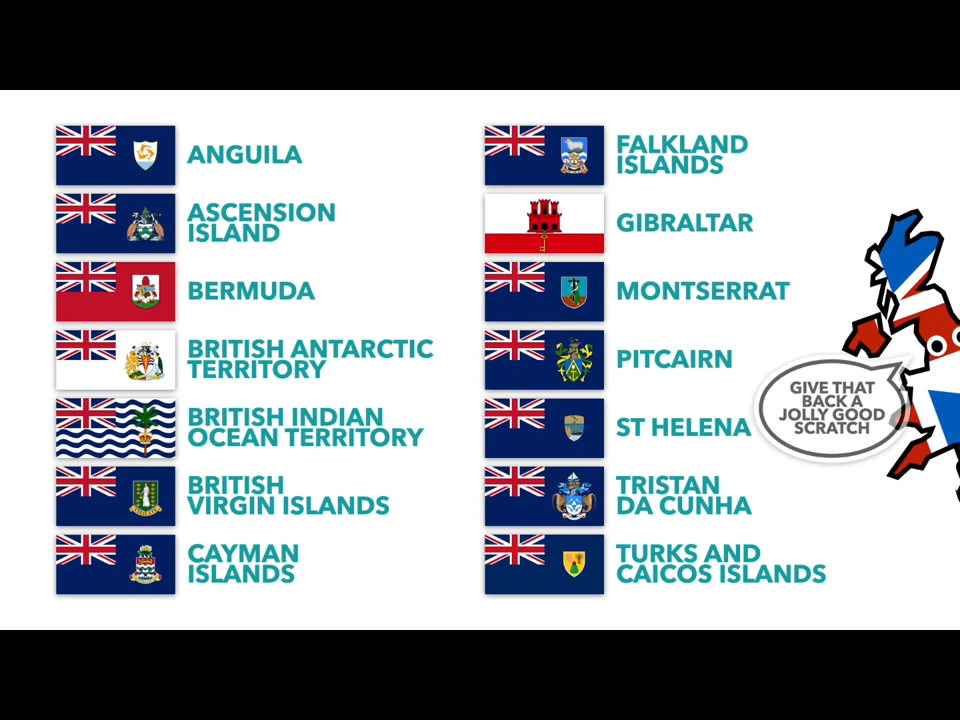 ANGUILA
ASCENSION
ISLAND
BERMUDA
BRITISH ANTARCTIC
TERRITORY
BRITISH INDIAN
OCEAN TERRITORY
BRITISH
VIRGIN ISLANDS
CAYMAN
ISLANDS
FALKLAND
ISLANDS
GIBRALTAR
MONTSERRAT
PITCAIRN
ST HELENA
TRISTAN
DA CUNHA
TURKS AND
CAICOS ISLANDS
GIVE THAT
BACK A
JOLLY GOOD
SCRATCH